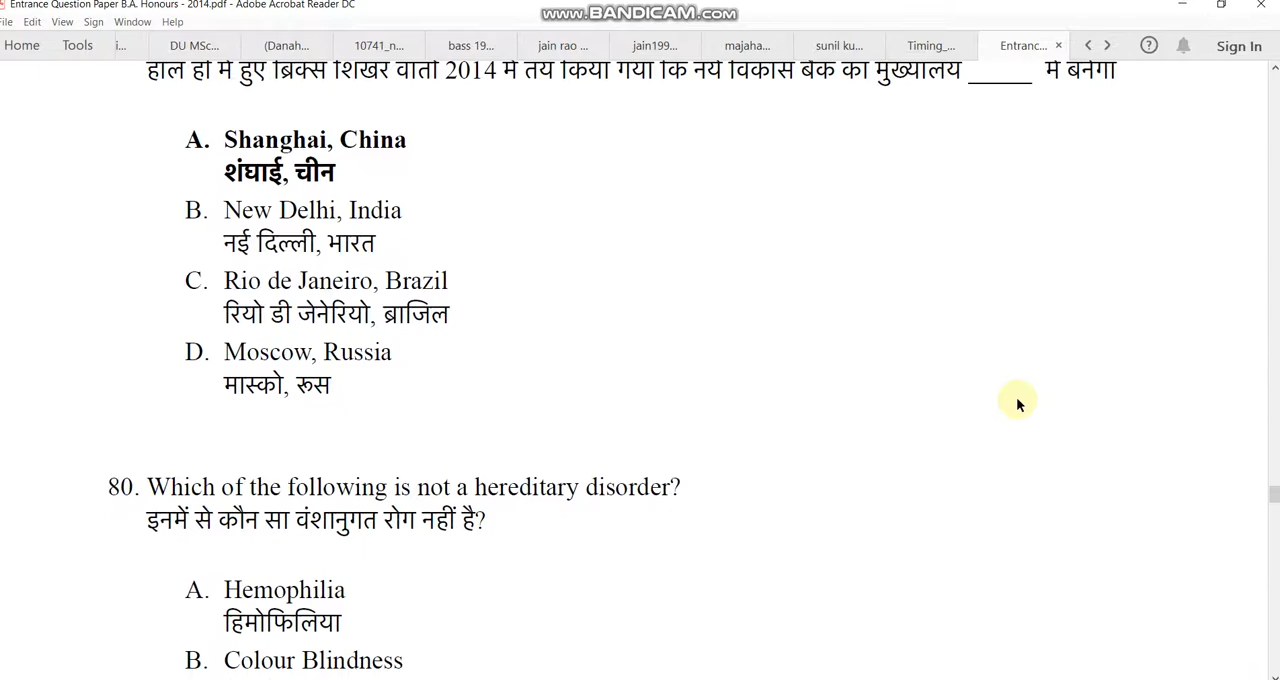 Entrance Question Paper B.A. Honours - 2014.pdf - Adobe Acrobat Reader DC
www.BANDICAM.com
File Edit View Sign Window Help
Home Tools i... DU MSc... (Danah... 10741_n... bass 19... jain rao ... jain199... majaha... sunil ku... Timing_... Entranc... × Sign In
हाल ही में हुए ब्रिक्स शिखर वार्ता 2014 में तय किया गया कि नये विकास बैंक का मुख्यालय _____ में बनेगा
A. Shanghai, China
शंघाई, चीन
B. New Delhi, India
नई दिल्ली, भारत
C. Rio de Janeiro, Brazil
रियो डी जेनेरियो, ब्राजिल
D. Moscow, Russia
मास्को, रूस
80. Which of the following is not a hereditary disorder?
इनमें से कौन सा वंशानुगत रोग नहीं है?
A. Hemophilia
हिमोफिलिया
B. Colour Blindness